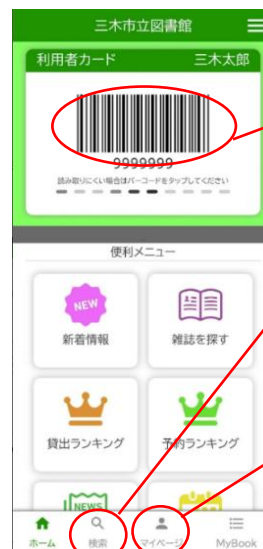 三木市立図書館
利用者カード 三木太郎
9999999
読み取りにくい場合はバーコードをタップしてください
便利メニュー
NEW
新着情報 雑誌を探す
貸出ランキング 予約ランキング
NEWS
ホーム 検索 マイページ MyBook